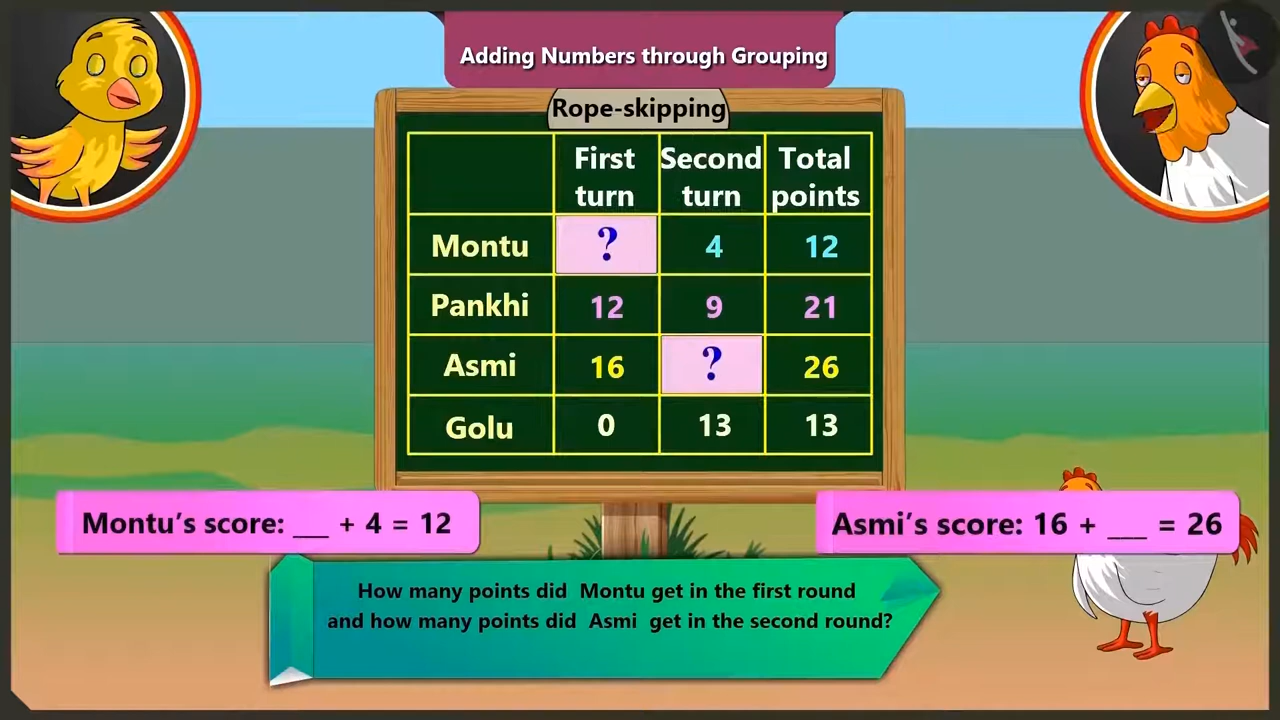 Adding Numbers through Grouping
Rope-skipping
First turn Second turn Total points
Montu ? 4 12
Pankhi 12 9 21
Asmi 16 ? 26
Golu 0 13 13
Montu’s score: ___ + 4 = 12
Asmi’s score: 16 + ___ = 26
How many points did Montu get in the first round
and how many points did Asmi get in the second round?